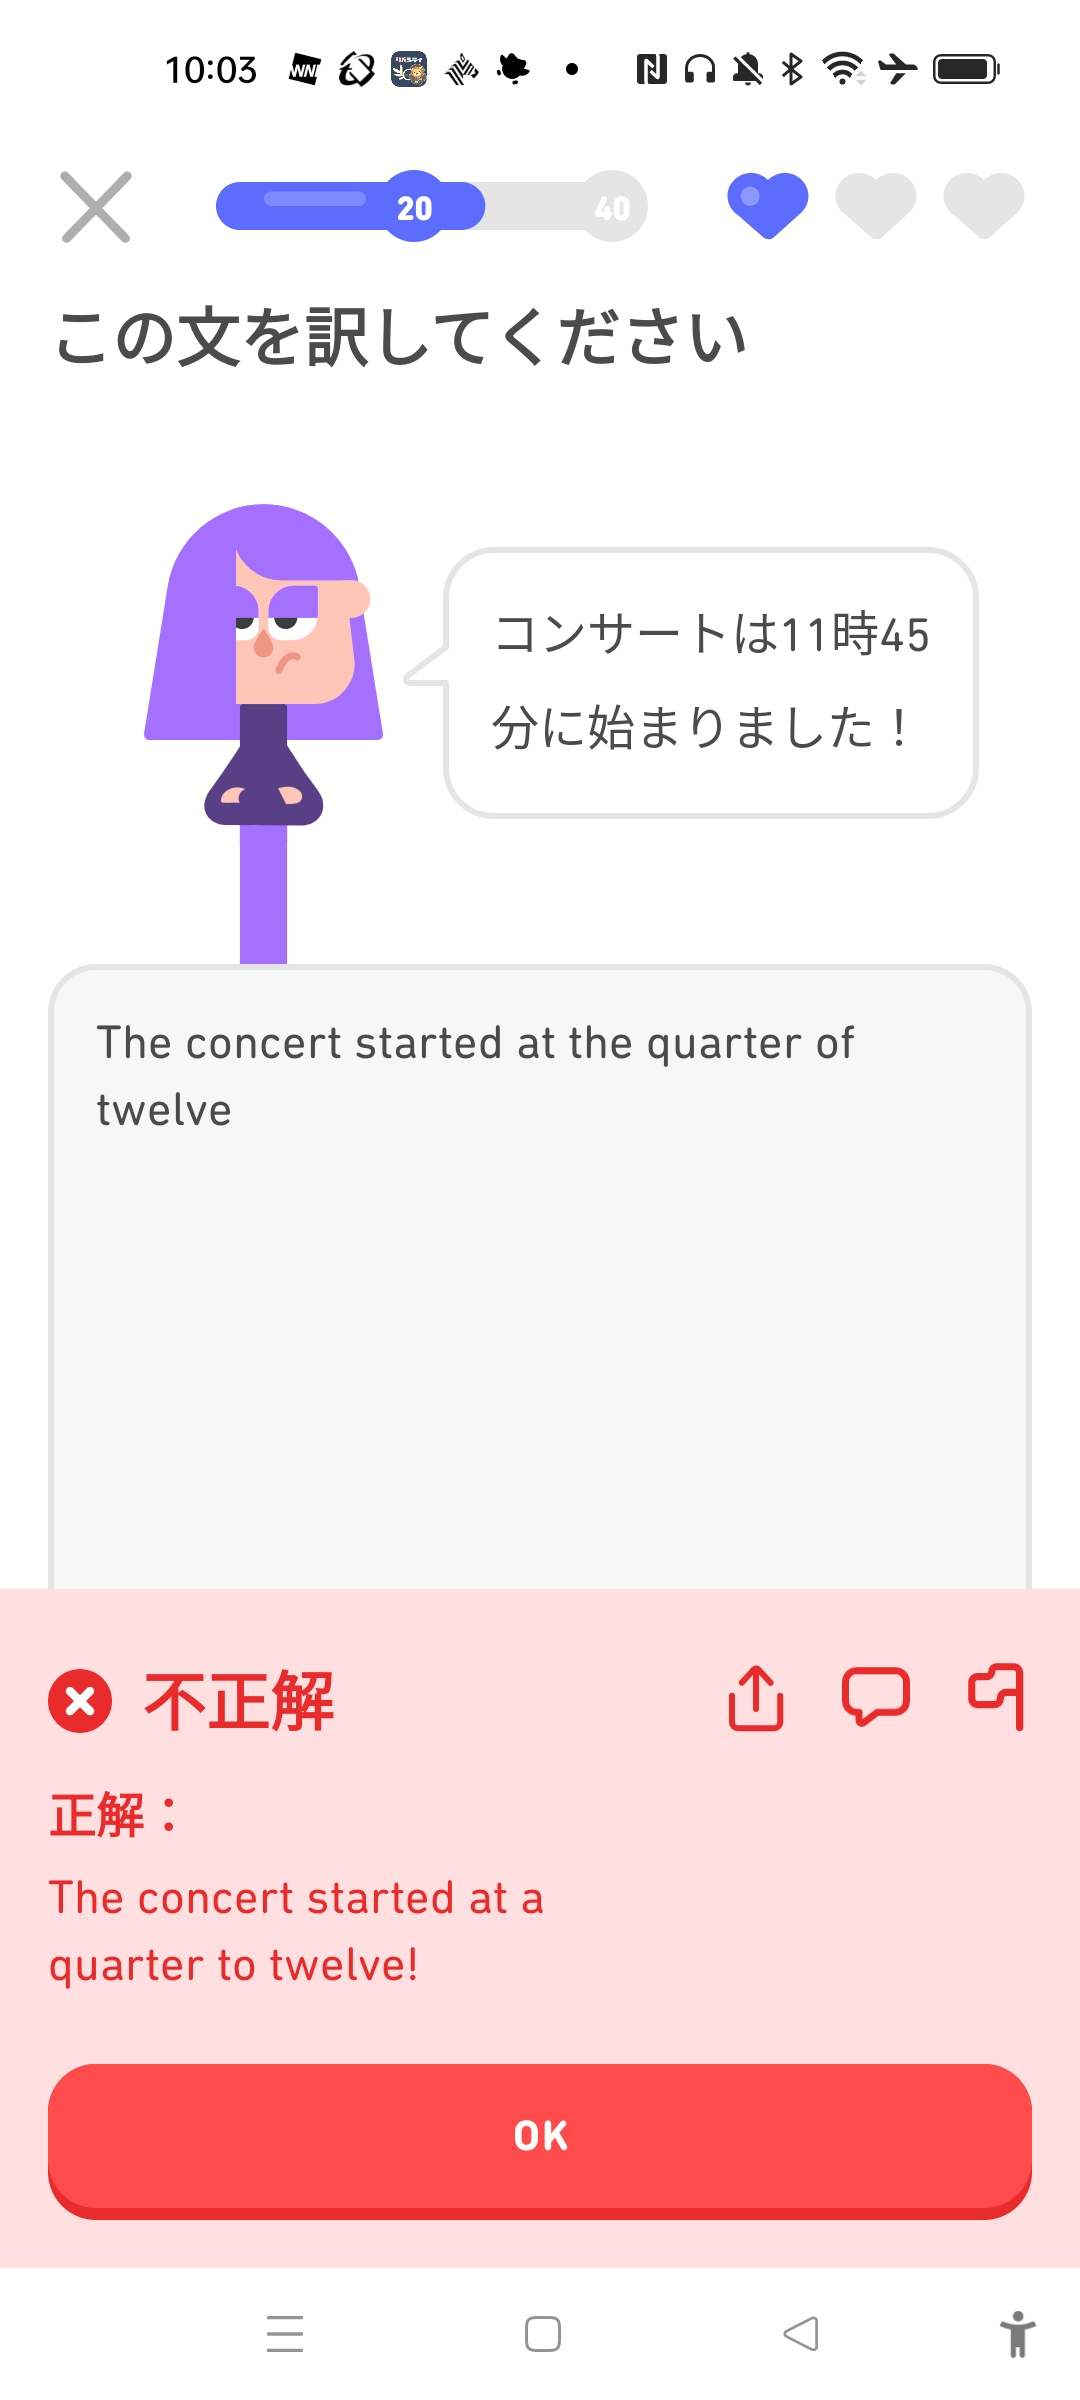 10:03
20
40
この文を訳してください
コンサートは11時45
分に始まりました！
The concert started at the quarter of
twelve
不正解
正解：
The concert started at a
quarter to twelve!
OK